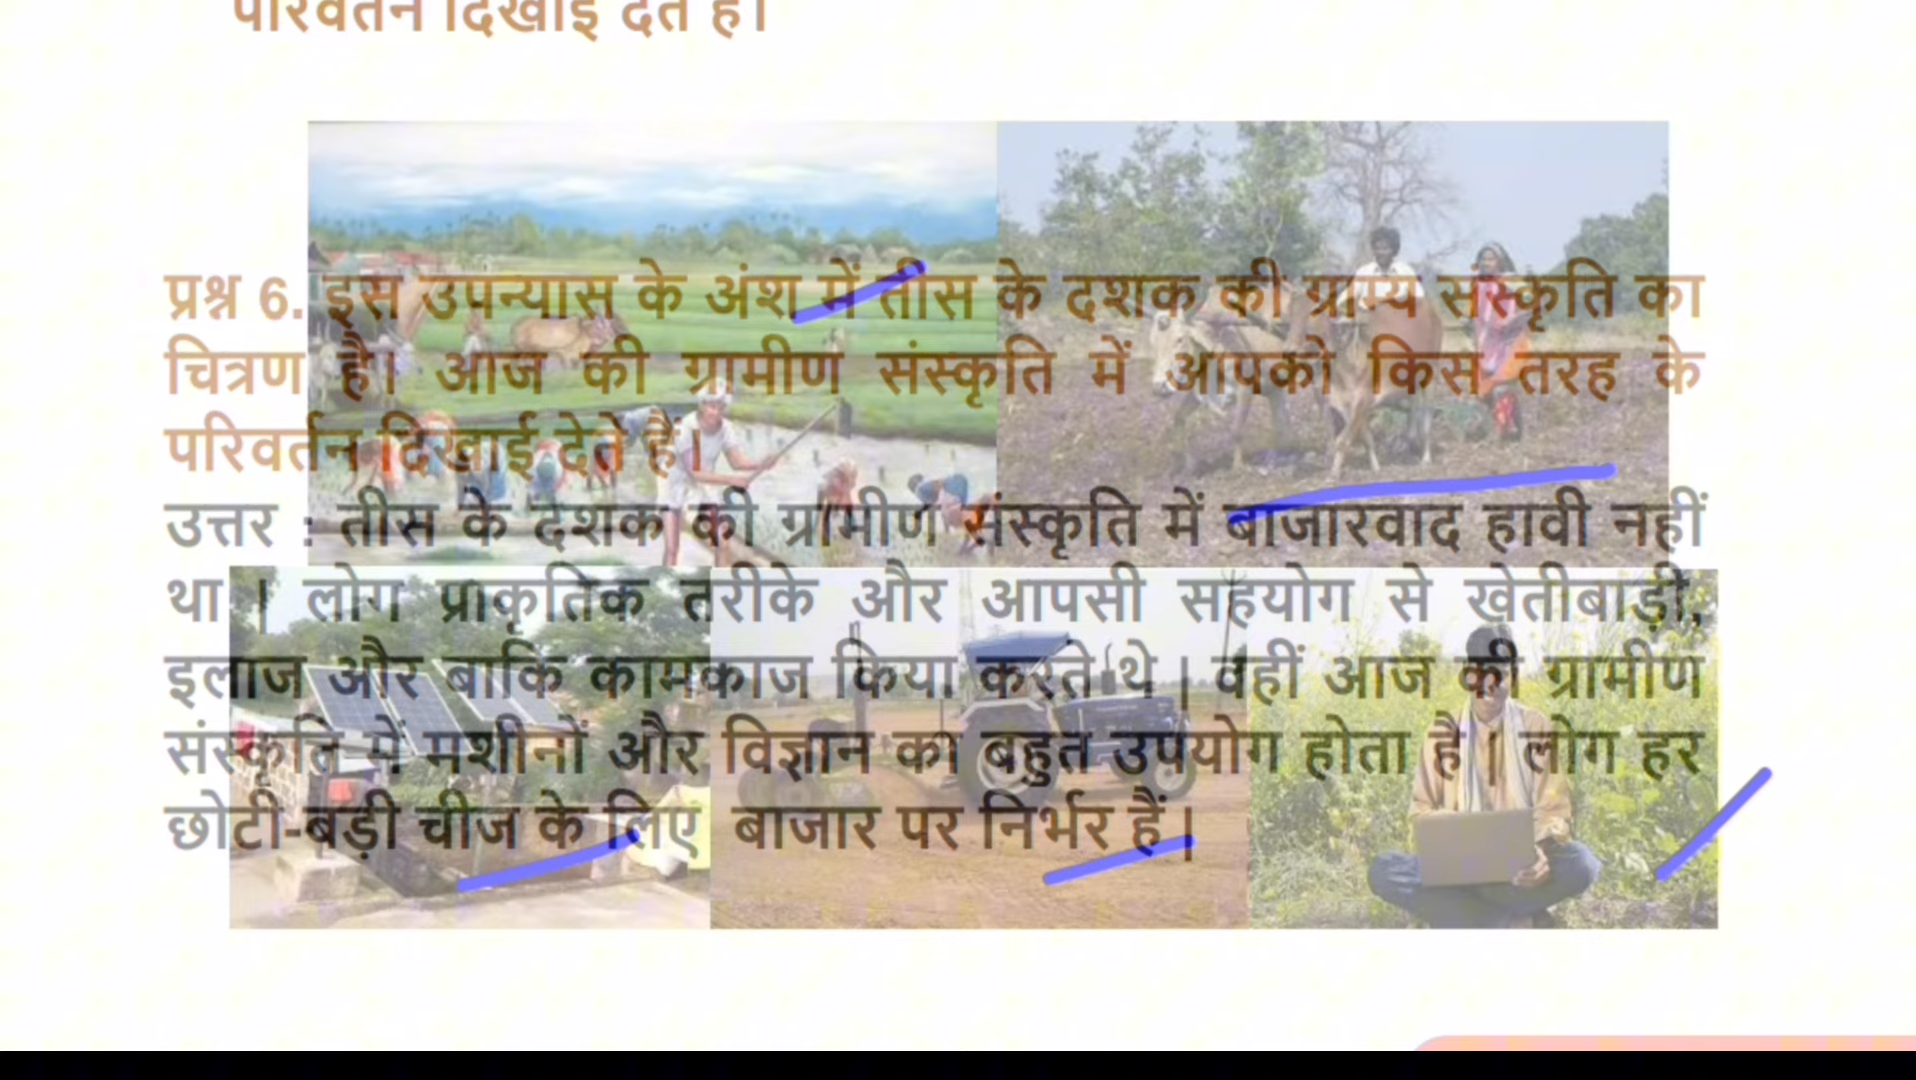 परिवर्तन दिखाई देते हैं।
प्रश्न 6. इस उपन्यास के अंश में तीस के दशक की ग्राम्य संस्कृति का
चित्रण है। आज की ग्रामीण संस्कृति में आपको किस तरह के
परिवर्तन दिखाई देते हैं।
उत्तर : तीस के दशक की ग्रामीण संस्कृति में बाजारवाद हावी नहीं
था | लोग प्राकृतिक तरीके और आपसी सहयोग से खेतीबाड़ी,
इलाज और बाकि कामकाज किया करते थे | वहीं आज की ग्रामीण
संस्कृति में मशीनों और विज्ञान का बहुत उपयोग होता है | लोग हर
छोटी-बड़ी चीज के लिए बाजार पर निर्भर हैं |